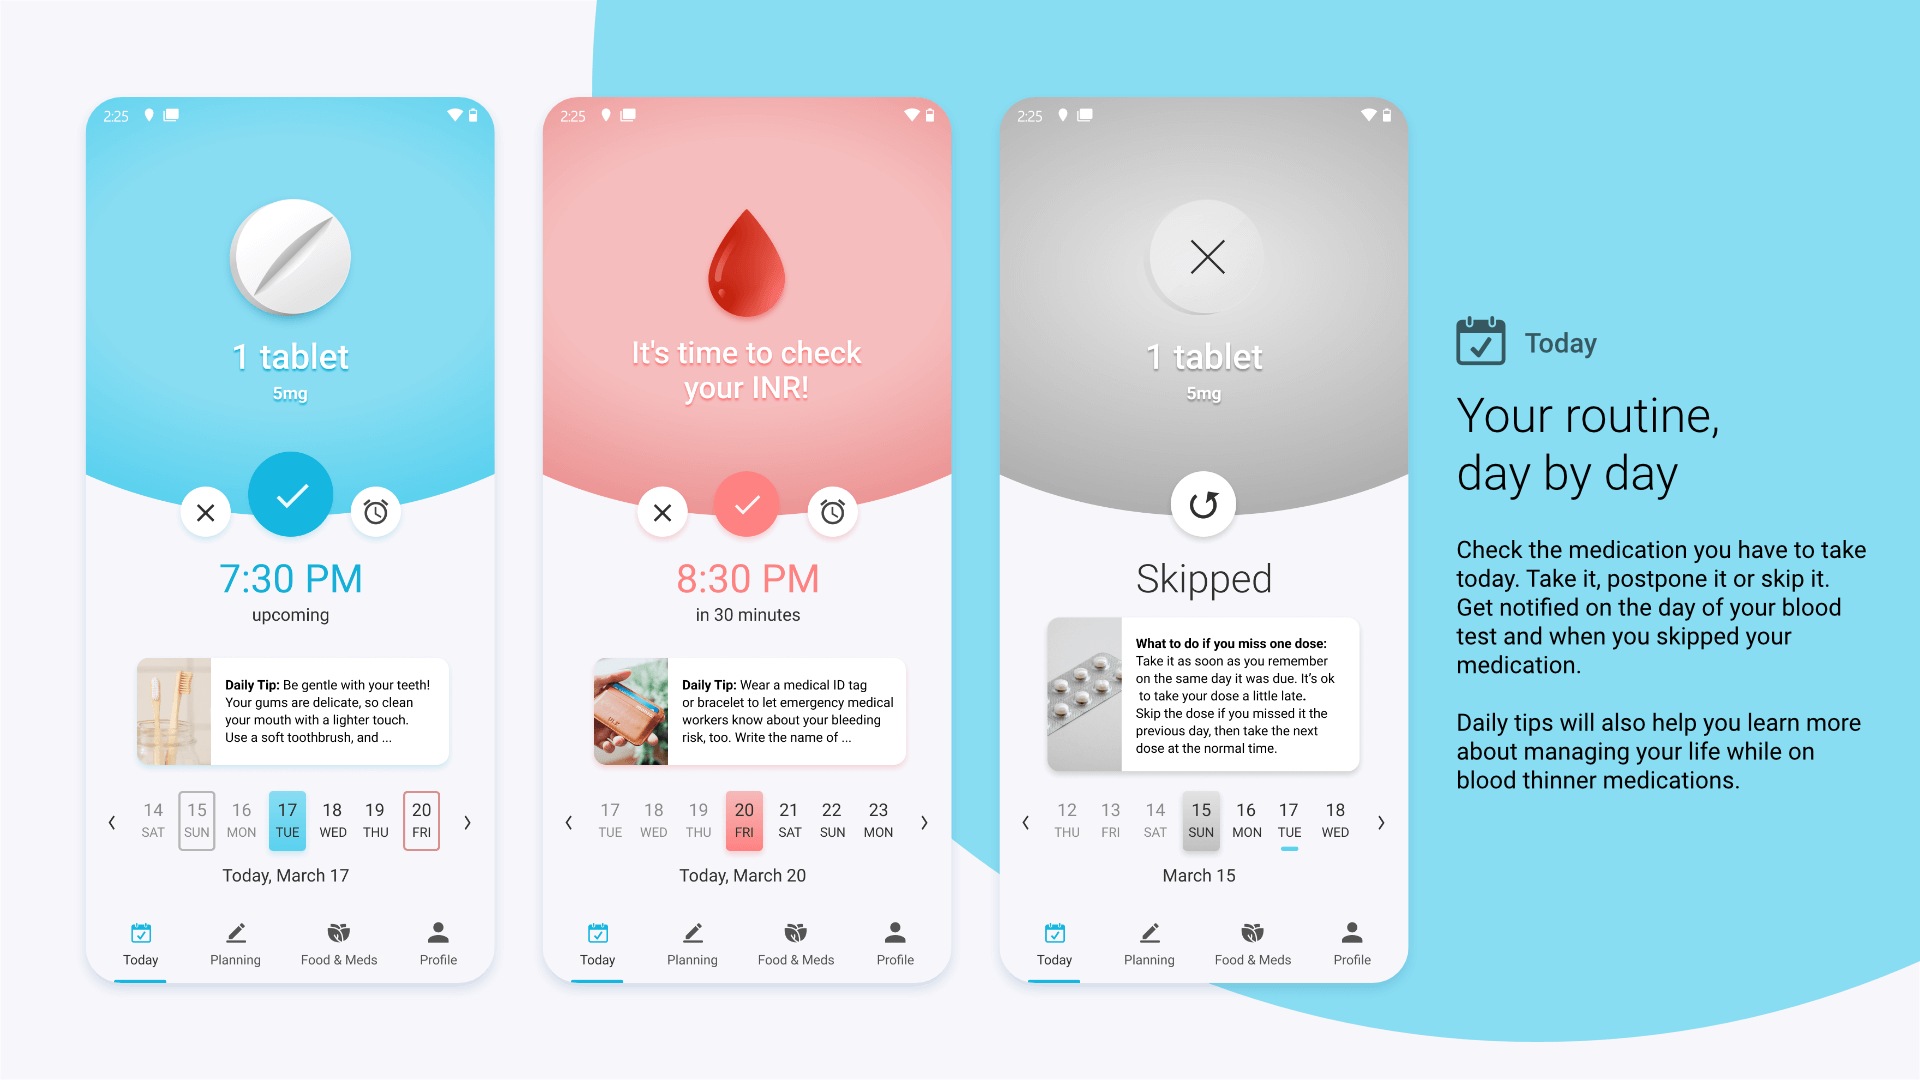 2:25
1 tablet
5mg
7:30 PM
upcoming
Daily Tip: Be gentle with your teeth!
Your gums are delicate, so clean
your mouth with a lighter touch.
Use a soft toothbrush, and ...
14 15 16 17 18 19 20
SAT SUN MON TUE WED THU FRI
Today, March 17
Today Planning Food & Meds Profile
2:25
It's time to check
your INR!
8:30 PM
in 30 minutes
Daily Tip: Wear a medical ID tag
or bracelet to let emergency medical
workers know about your bleeding
risk, too. Write the name of ...
17 18 19 20 21 22 23
TUE WED THU FRI SAT SUN MON
Today, March 20
Today Planning Food & Meds Profile
2:25
1 tablet
5mg
Skipped
What to do if you miss one dose:
Take it as soon as you remember
on the same day it was due. It's ok
to take your dose a little late.
Skip the dose if you missed it the
previous day, then take the next
dose at the normal time.
12 13 14 15 16 17 18
THU FRI SAT SUN MON TUE WED
March 15
Today Planning Food & Meds Profile
Today
Your routine,
day by day
Check the medication you have to take
today. Take it, postpone it or skip it.
Get notified on the day of your blood
test and when you skipped your
medication.
Daily tips will also help you learn more
about managing your life while on
blood thinner medications.